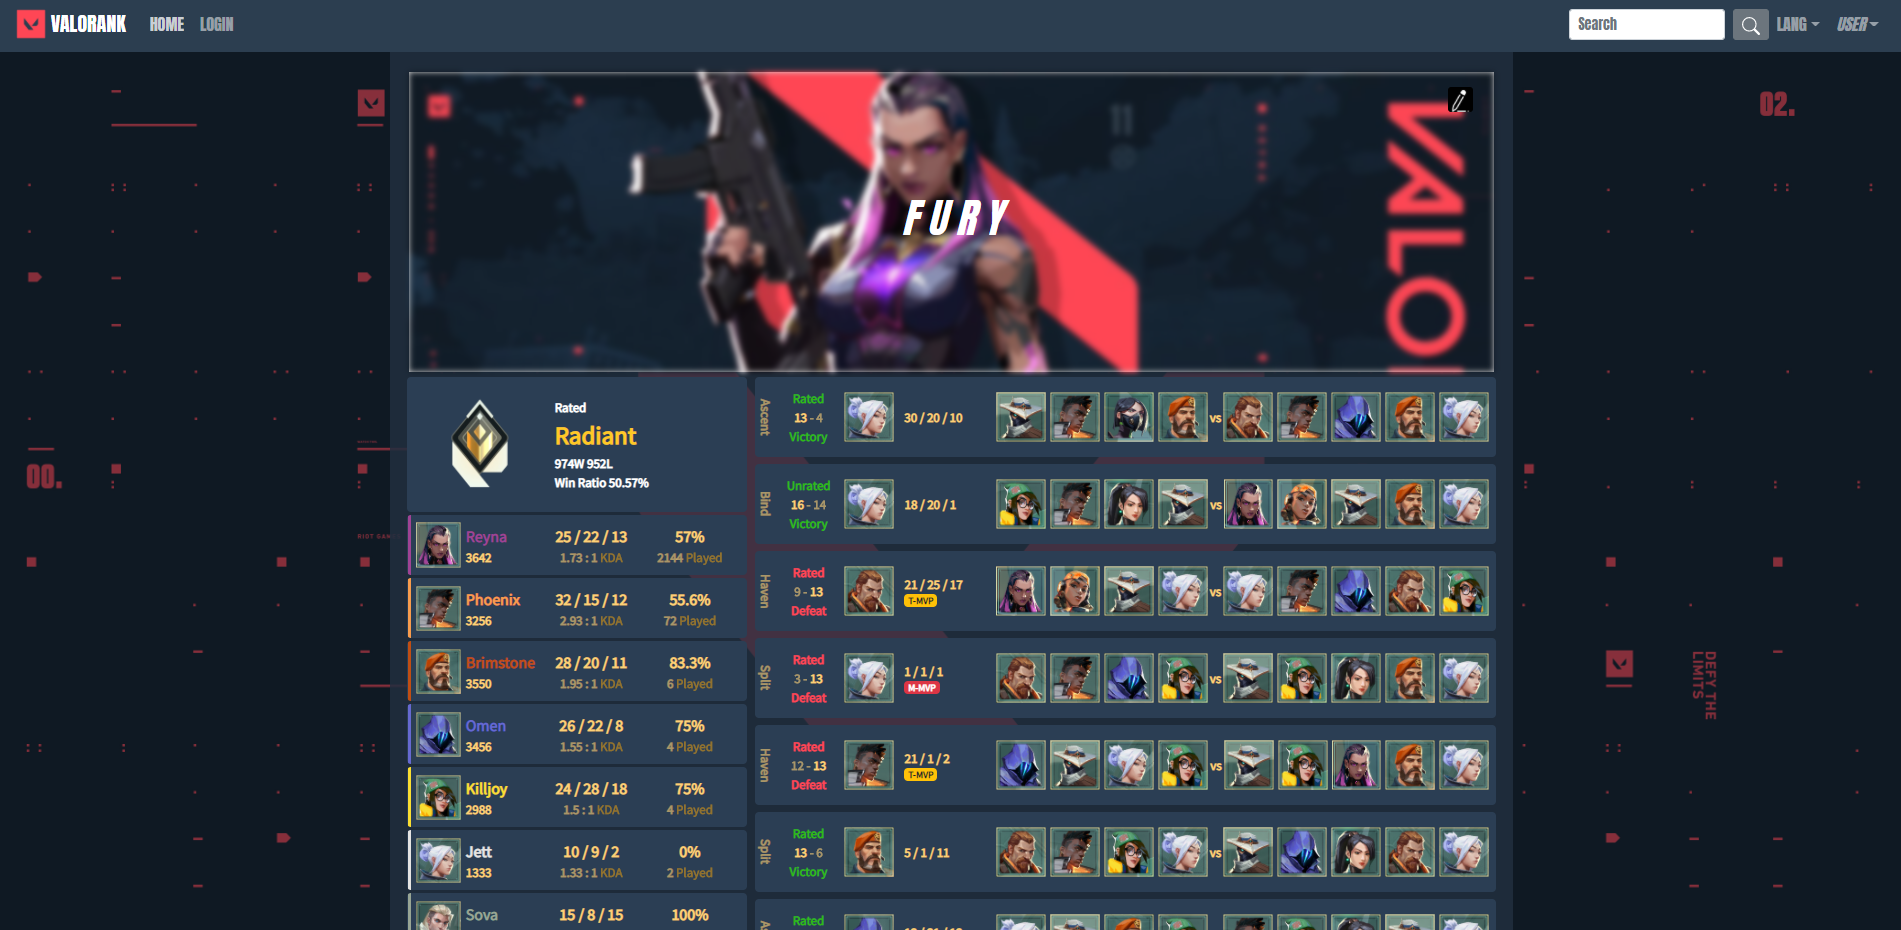 VALORANK HOME LOGIN Search LANG USER
02.
11
VALO
FURY
Rated
Radiant
974W 952L
Win Ratio 50.57%
Reyna 25 / 22 / 13 57%
3642 1.73 : 1 KDA 2144 Played
Phoenix 32 / 15 / 12 55.6%
3256 2.93 : 1 KDA 72 Played
Brimstone 28 / 20 / 11 83.3%
3550 1.95 : 1 KDA 6 Played
Omen 26 / 22 / 8 75%
3456 1.55 : 1 KDA 4 Played
Killjoy 24 / 28 / 18 75%
2988 1.5 : 1 KDA 4 Played
Jett 10 / 9 / 2 0%
1333 1.33 : 1 KDA 2 Played
Sova 15 / 8 / 15 100%
Ascent
Rated
13 - 4
Victory
30 / 20 / 10
vs
Bind
Unrated
16 - 14
Victory
18 / 20 / 1
vs
Haven
Rated
9 - 13
Defeat
21 / 25 / 17
T-MVP
vs
Split
Rated
3 - 13
Defeat
1 / 1 / 1
M-MVP
vs
Haven
Rated
12 - 13
Defeat
21 / 1 / 2
T-MVP
vs
Split
Rated
13 - 6
Victory
5 / 1 / 11
vs
Rated
00.
DEFY THE
LIMITS